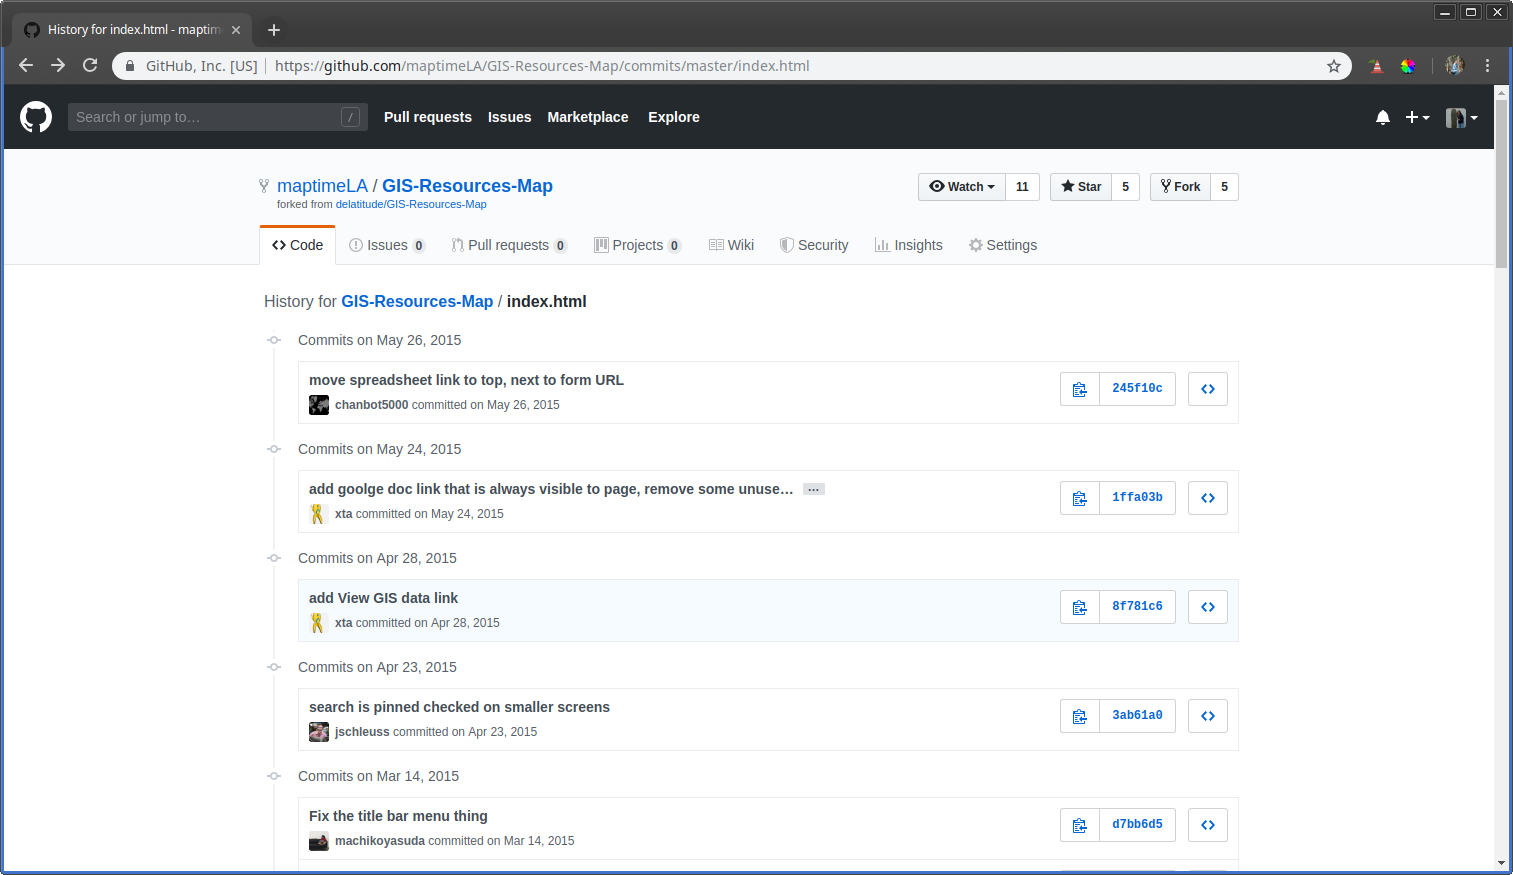 History for index.html - maptim
GitHub, Inc. [US] https://github.com/maptimeLA/GIS-Resources-Map/commits/master/index.html
Search or jump to… / Pull requests Issues Marketplace Explore
maptimeLA / GIS-Resources-Map Watch 11 Star 5 Fork 5
forked from delatitude/GIS-Resources-Map
Code Issues 0 Pull requests 0 Projects 0 Wiki Security Insights Settings
History for GIS-Resources-Map / index.html
Commits on May 26, 2015
move spreadsheet link to top, next to form URL
chanbot5000 committed on May 26, 2015
245f10c
Commits on May 24, 2015
add goolge doc link that is always visible to page, remove some unuse… …
xta committed on May 24, 2015
1ffa03b
Commits on Apr 28, 2015
add View GIS data link
xta committed on Apr 28, 2015
8f781c6
Commits on Apr 23, 2015
search is pinned checked on smaller screens
jschleuss committed on Apr 23, 2015
3ab61a0
Commits on Mar 14, 2015
Fix the title bar menu thing
machikoyasuda committed on Mar 14, 2015
d7bb6d5